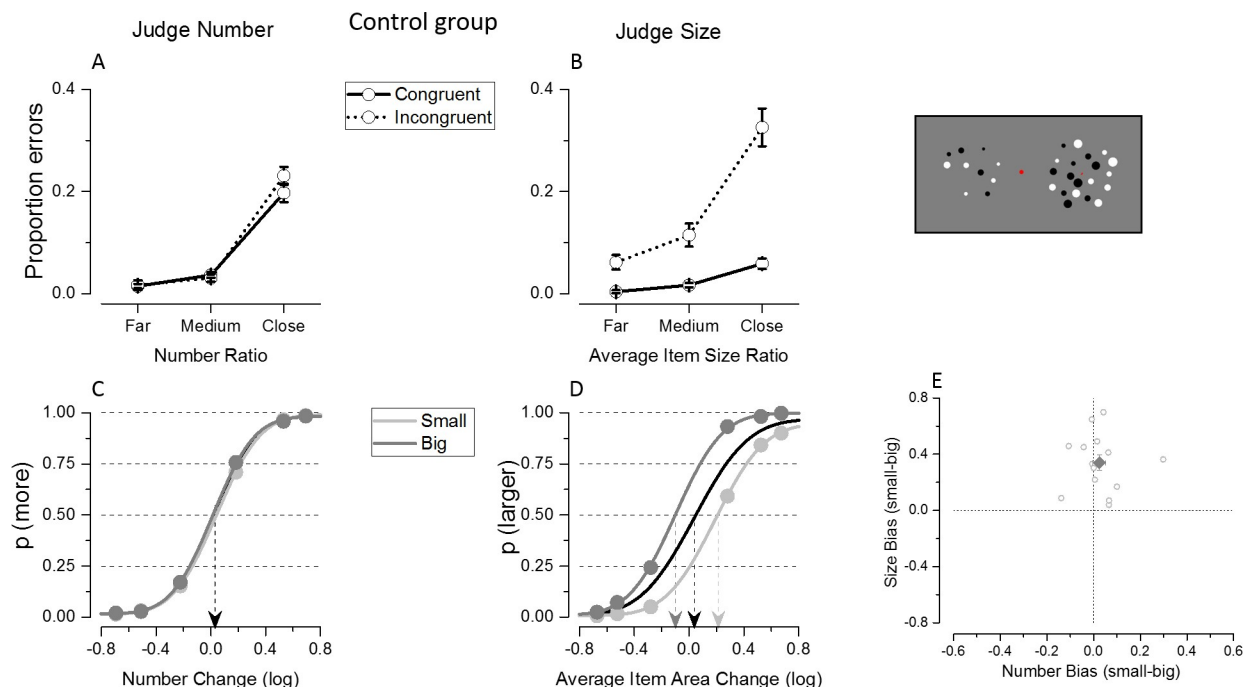 Control group
Judge Number
Judge Size
A
Proportion errors
0.4
0.2
0.0
Far Medium Close
Number Ratio
Congruent
Incongruent
B
0.4
0.2
0.0
Far Medium Close
Average Item Size Ratio
C
p (more)
1.00
0.75
0.50
0.25
0.00
-0.8 -0.4 0.0 0.4 0.8
Number Change (log)
Small
Big
D
p (larger)
1.00
0.75
0.50
0.25
0.00
-0.8 -0.4 0.0 0.4 0.8
Average Item Area Change (log)
E
Size Bias (small-big)
0.8
0.4
0.0
-0.4
-0.8
-0.6 -0.4 -0.2 0.0 0.2 0.4 0.6
Number Bias (small-big)